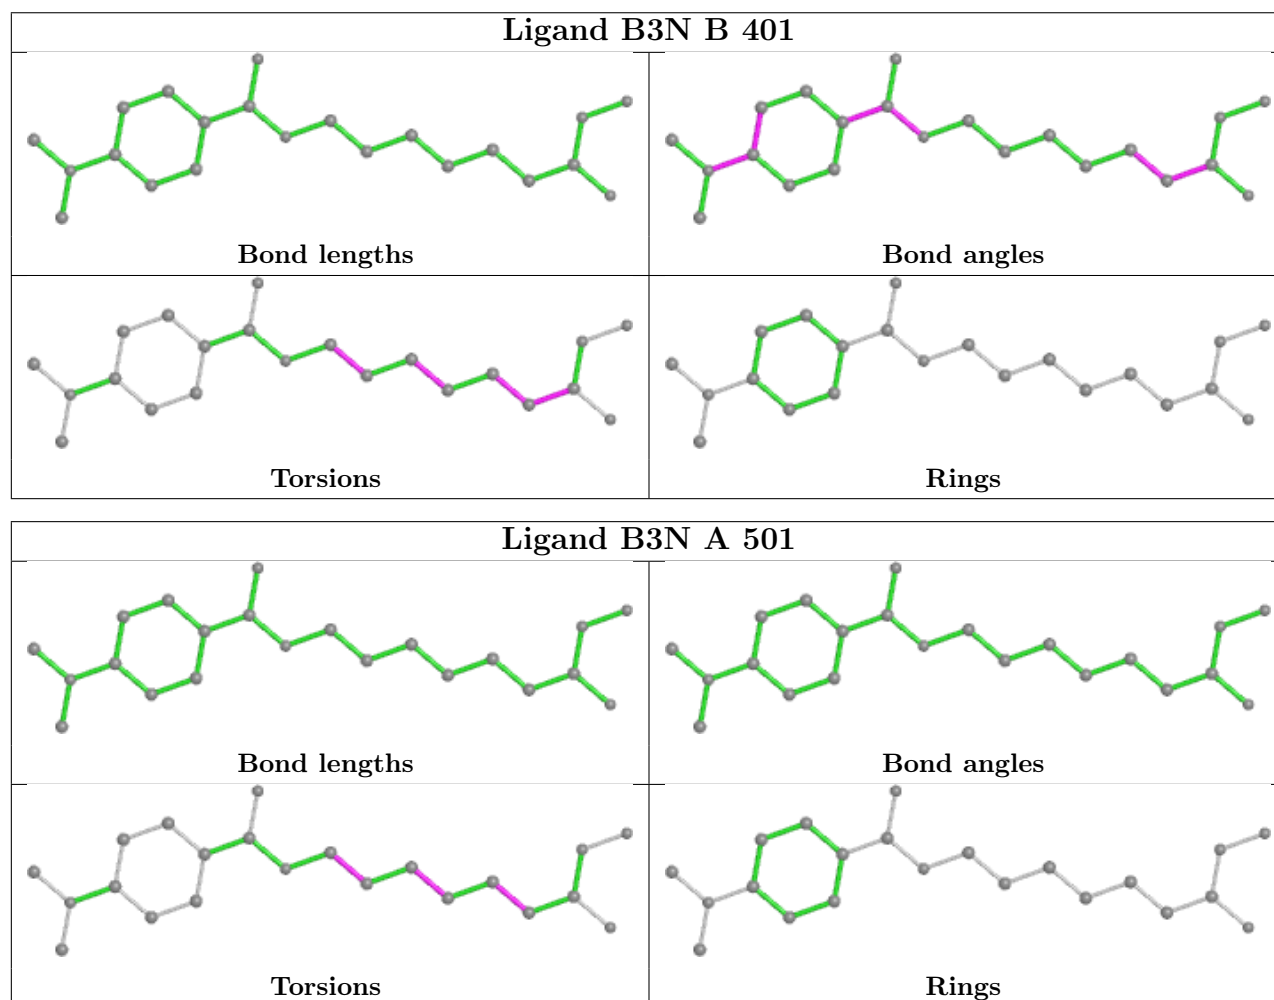 Ligand B3N B 401
Bond lengths
Bond angles
Torsions
Rings
Ligand B3N A 501
Bond lengths
Bond angles
Torsions
Rings